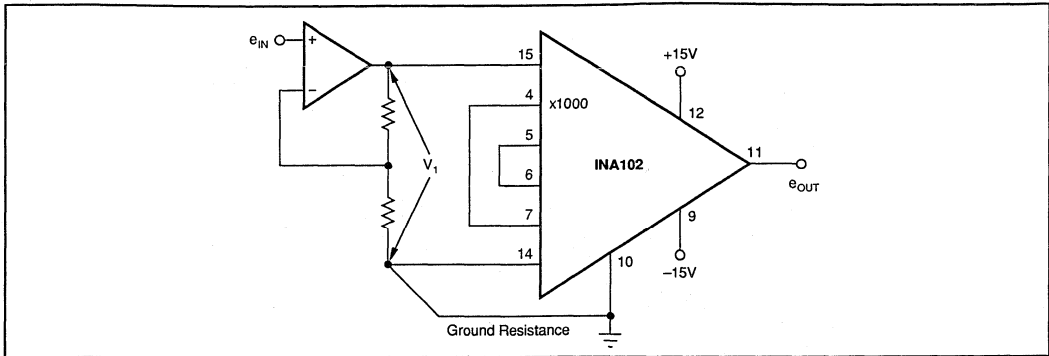 e_IN
+
−
V_1
15
4
x1000
5
6
7
14
INA102
+15V
12
11
e_OUT
9
−15V
10
Ground Resistance